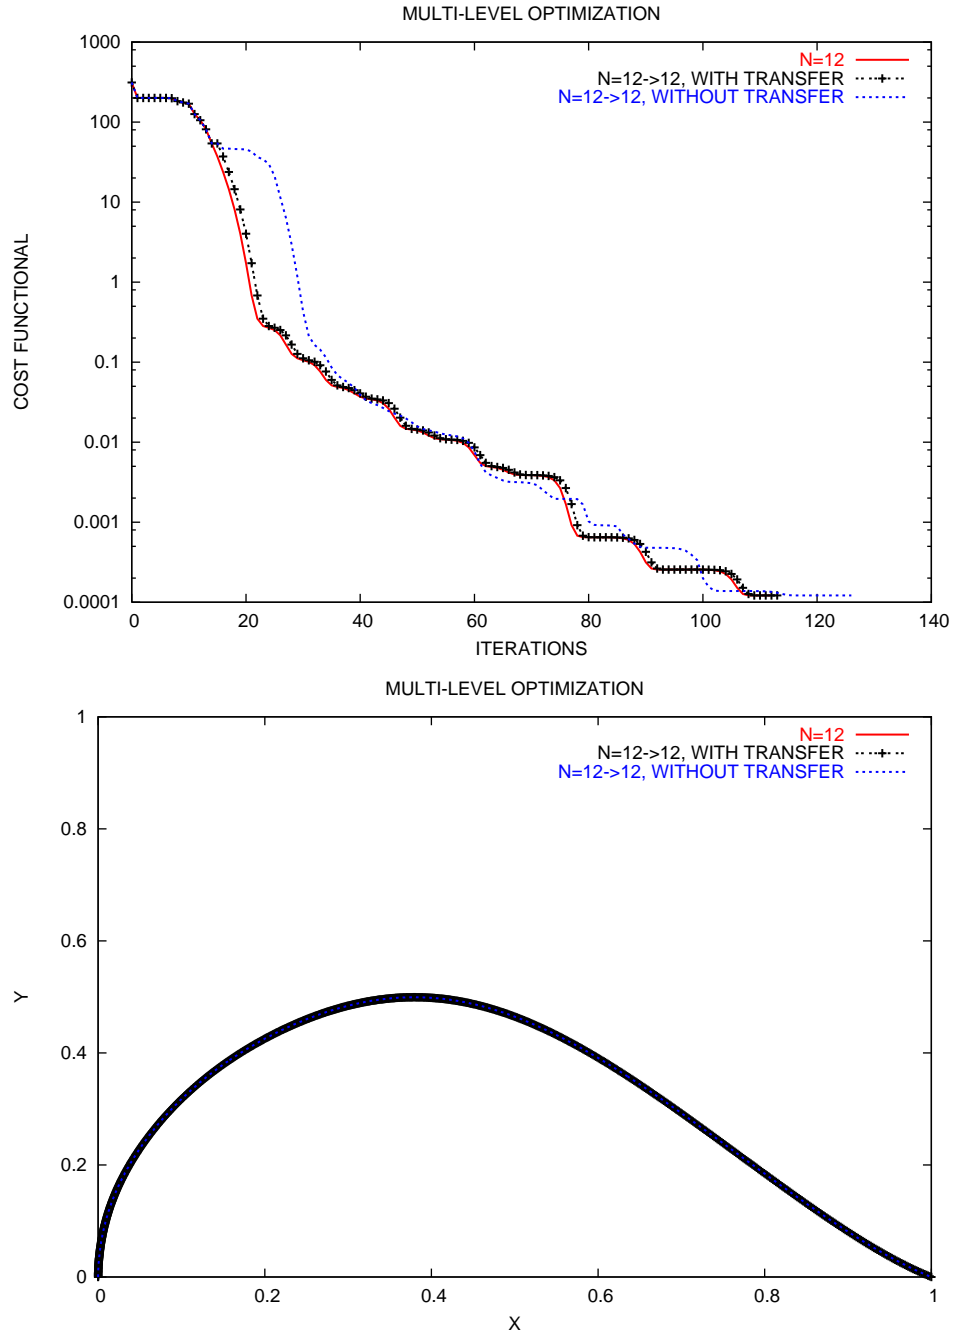 MULTI-LEVEL OPTIMIZATION
1000
100
10
1
0.1
0.01
0.001
0.0001
COST FUNCTIONAL
N=12
N=12->12, WITH TRANSFER
N=12->12, WITHOUT TRANSFER
0 20 40 60 80 100 120 140
ITERATIONS
MULTI-LEVEL OPTIMIZATION
1
0.8
0.6
0.4
0.2
0
Y
N=12
N=12->12, WITH TRANSFER
N=12->12, WITHOUT TRANSFER
0 0.2 0.4 0.6 0.8 1
X